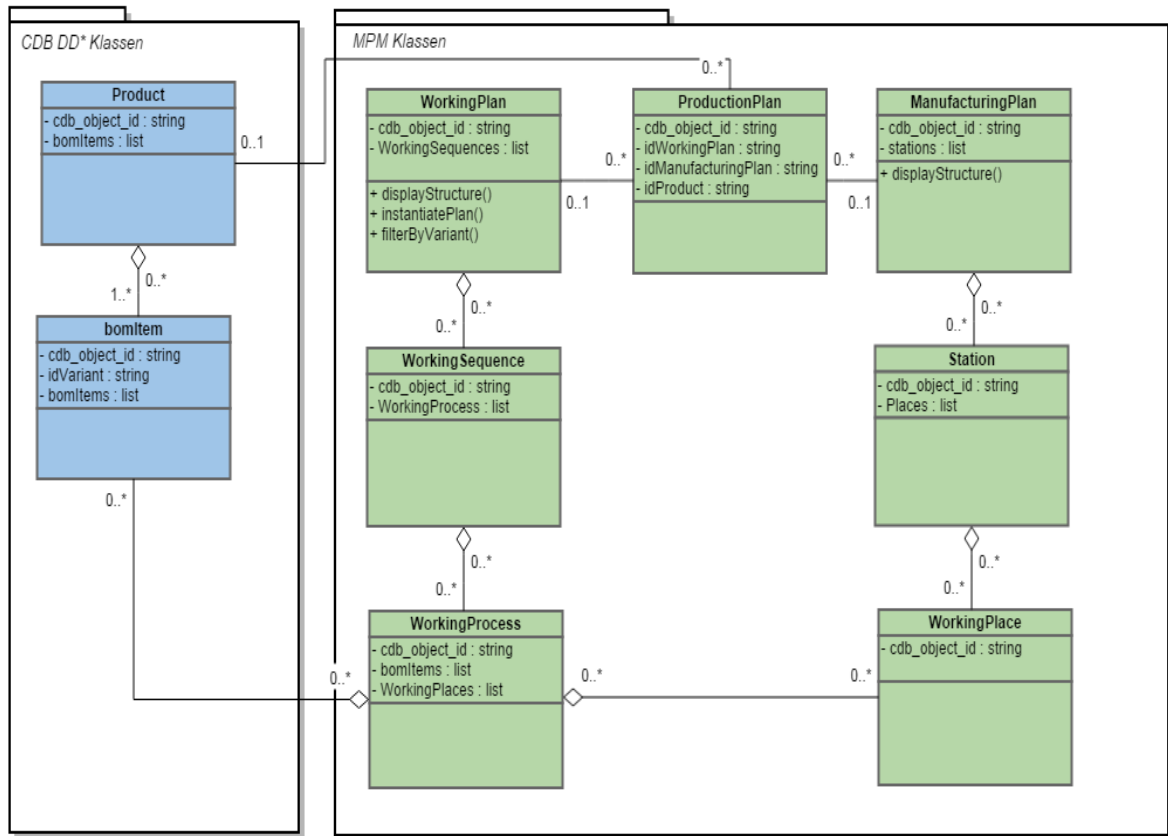 CDB DD* Klassen
Product
- cdb_object_id : string
- bomItems : list
0..1
0..*
1..*
bomItem
- cdb_object_id : string
- idVariant : string
- bomItems : list
0..*
MPM Klassen
0..*
WorkingPlan
- cdb_object_id : string
- WorkingSequences : list
+ displayStructure()
+ instantiatePlan()
+ filterByVariant()
0..*
0..1
ProductionPlan
- cdb_object_id : string
- idWorkingPlan : string
- idManufacturingPlan : string
- idProduct : string
0..*
0..1
ManufacturingPlan
- cdb_object_id : string
- stations : list
+ displayStructure()
0..*
0..*
WorkingSequence
- cdb_object_id : string
- WorkingProcess : list
0..*
0..*
Station
- cdb_object_id : string
- Places : list
0..*
0..*
0..*
0..*
WorkingProcess
- cdb_object_id : string
- bomItems : list
- WorkingPlaces : list
0..*
0..*
0..*
WorkingPlace
- cdb_object_id : string